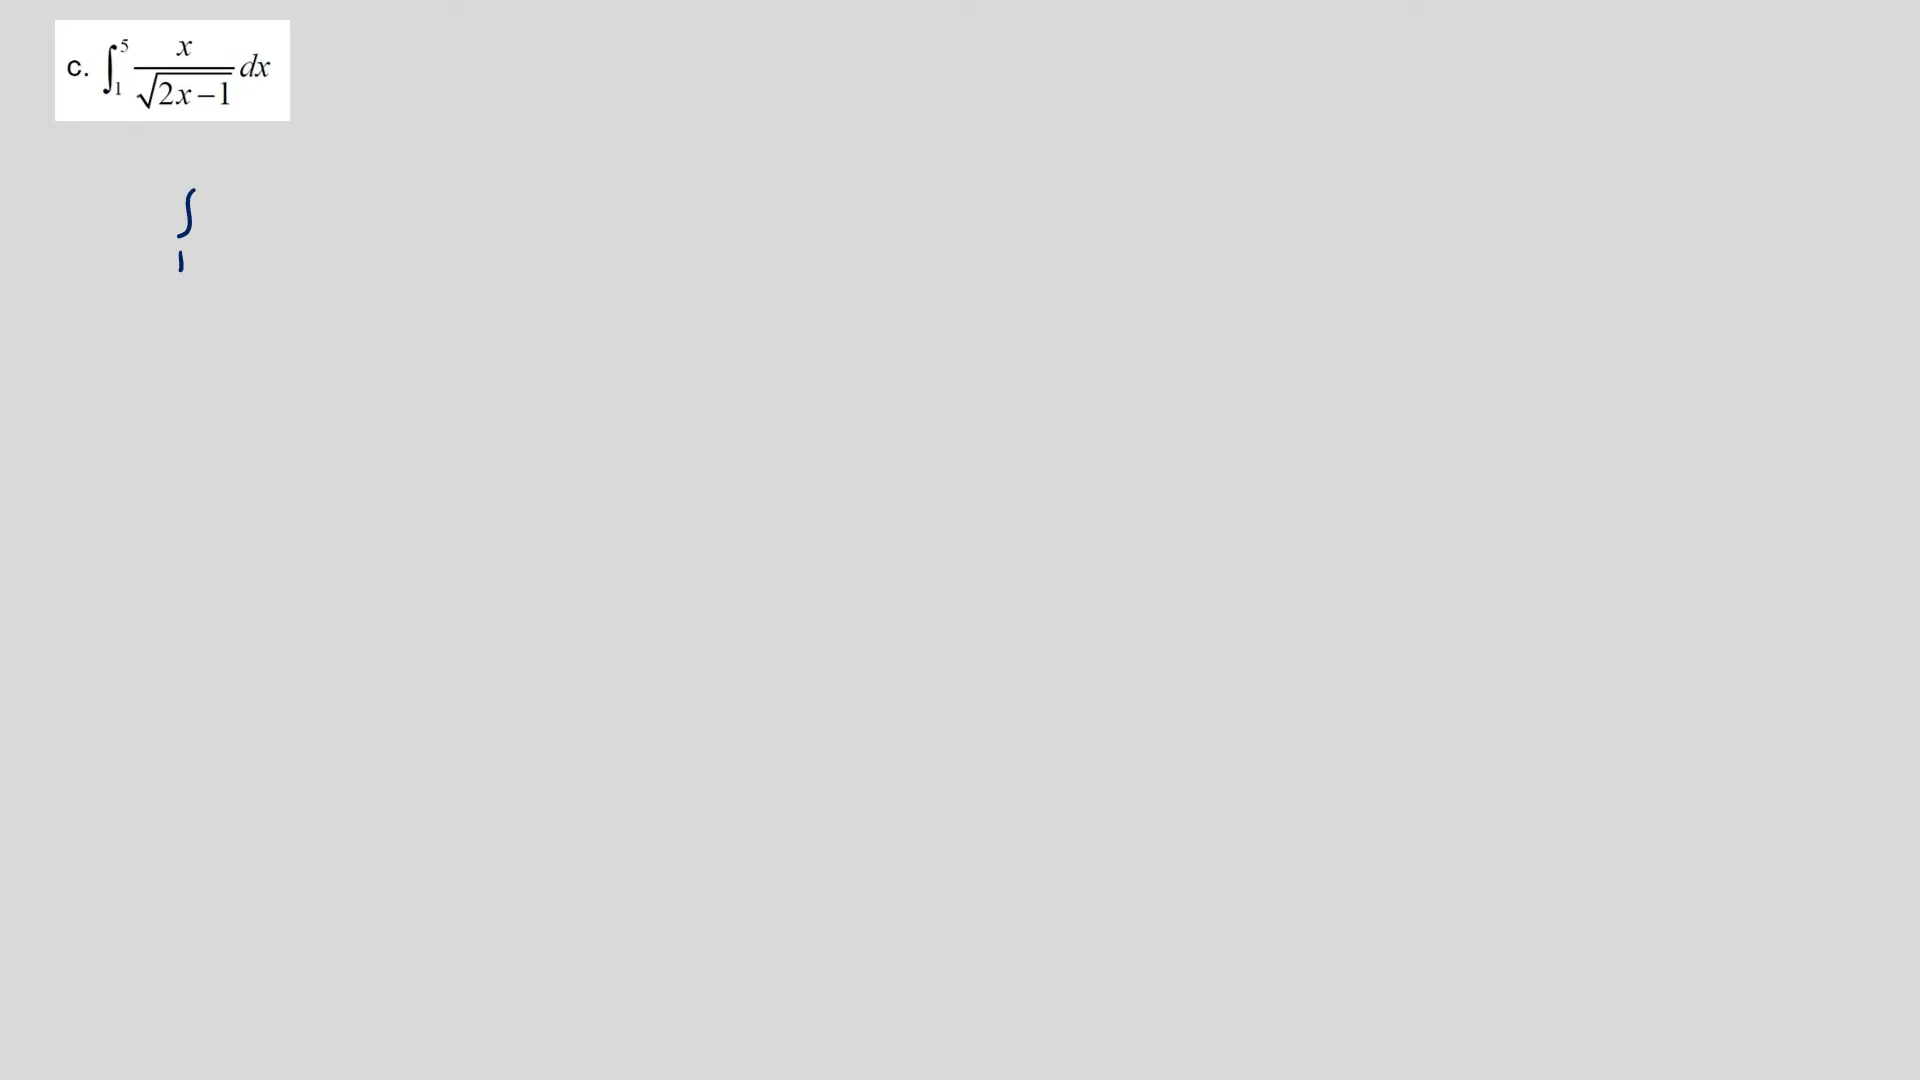 c. ∫₁⁵ x/√(2x−1) dx
∫
1